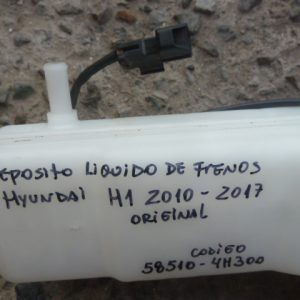 EPOSITO LIQUIDO DE FRENOS
HYUNDAI H1 2010-2017
ORIGINAL
CODIGO
58510-4H300